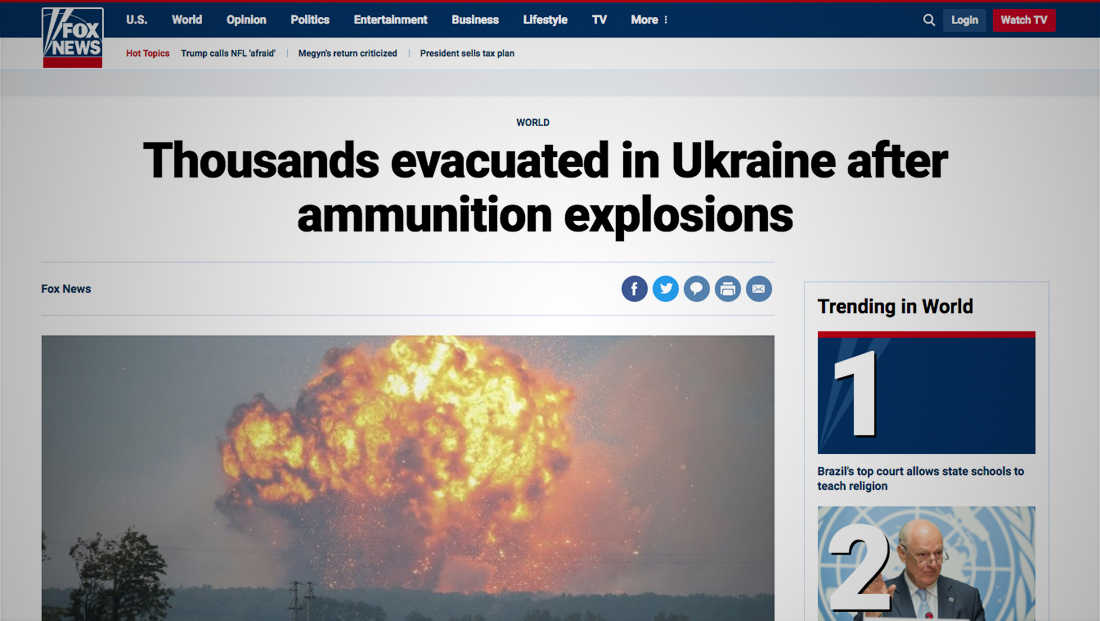 FOX
NEWS
U.S. World Opinion Politics Entertainment Business Lifestyle TV More Login Watch TV
Hot Topics Trump calls NFL 'afraid' Megyn's return criticized President sells tax plan
WORLD
Thousands evacuated in Ukraine after
ammunition explosions
Fox News
Trending in World
1
Brazil's top court allows state schools to
teach religion
2